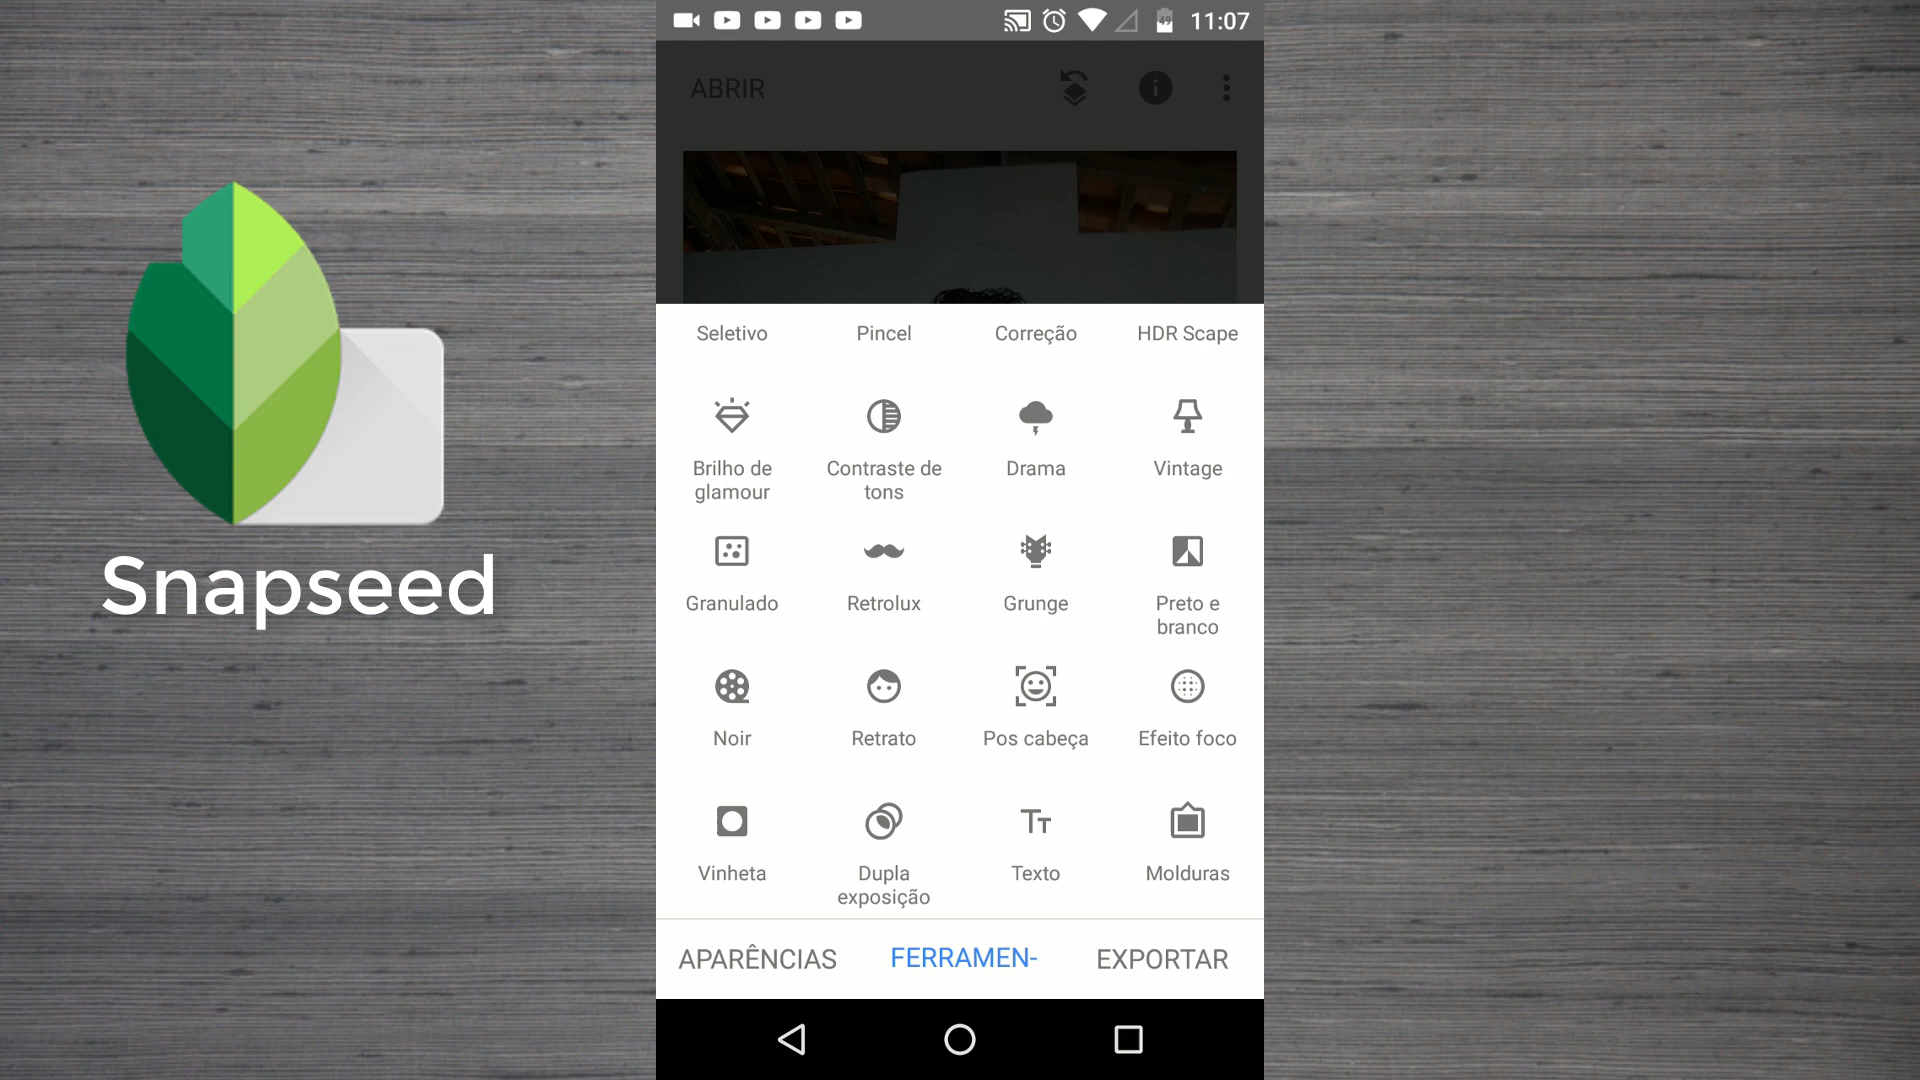 11:07
ABRIR
Snapseed
Seletivo Pincel Correção HDR Scape
Brilho de glamour Contraste de tons Drama Vintage
Granulado Retrolux Grunge Preto e branco
Noir Retrato Pos cabeça Efeito foco
Vinheta Dupla exposição Texto Molduras
APARÊNCIAS FERRAMEN- EXPORTAR